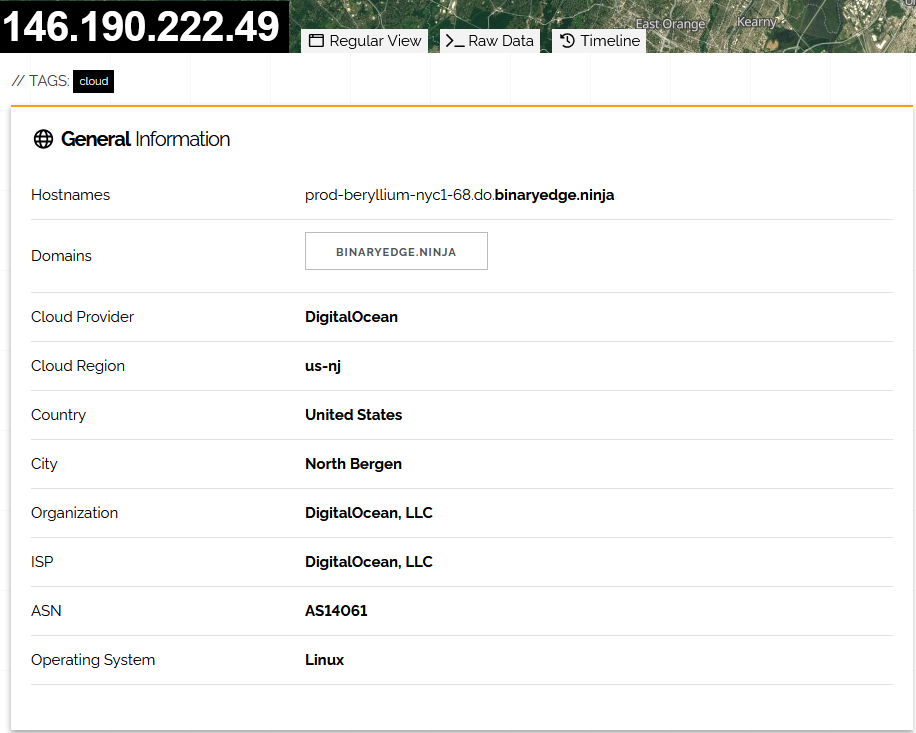 146.190.222.49
East Orange
Kearny
Regular View
Raw Data
Timeline
// TAGS: cloud
General Information
Hostnames prod-beryllium-nyc1-68.do.binaryedge.ninja
Domains BINARYEDGE.NINJA
Cloud Provider DigitalOcean
Cloud Region us-nj
Country United States
City North Bergen
Organization DigitalOcean, LLC
ISP DigitalOcean, LLC
ASN AS14061
Operating System Linux